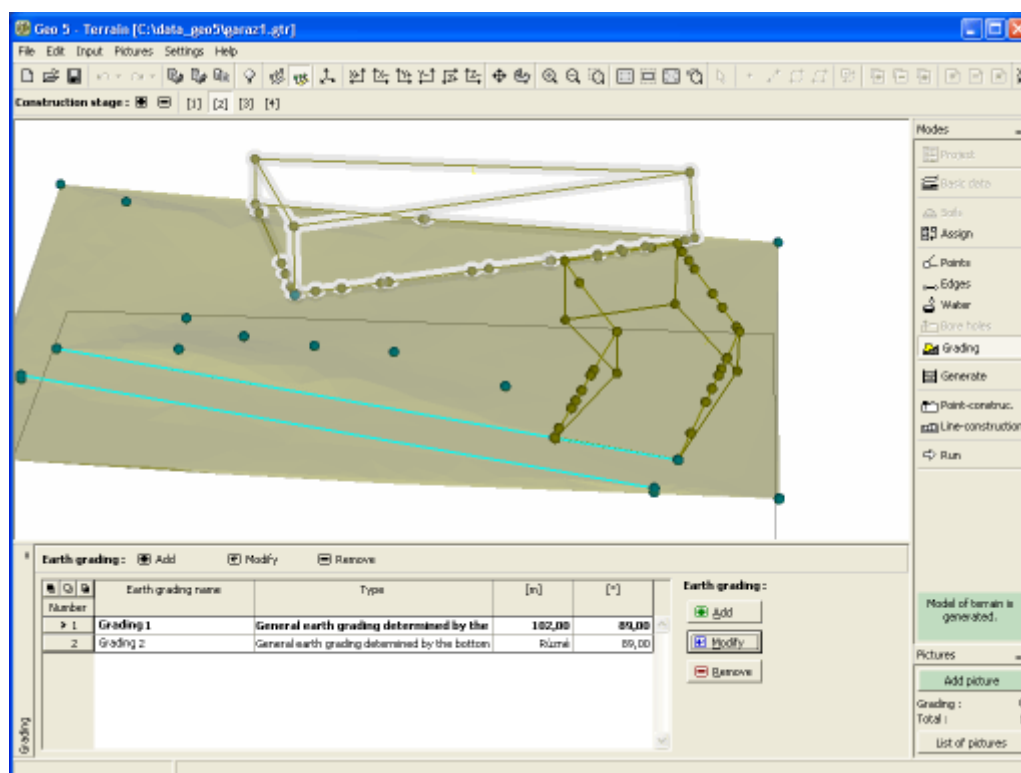 Geo 5 - Terrain [C:\data_geo5\garaz1.gtr]
File Edit Input Pictures Settings Help
Construction stage : [1] [2] [3] [4]
Modes
Project
Basic data
Soils
Assign
Points
Edges
Water
Bore holes
Grading
Generate
Point-construc.
Line-construction
Run
Earth grading : Add Modify Remove
Number Earth grading name Type [m] [°]
1 Grading 1 General earth grading determined by the 102,00 89,00
2 Grading 2 General earth grading determined by the bottom Různé 89,00
Earth grading :
Add
Modify
Remove
Grading
Model of terrain is
generated.
Pictures
Add picture
Grading :
Total :
List of pictures